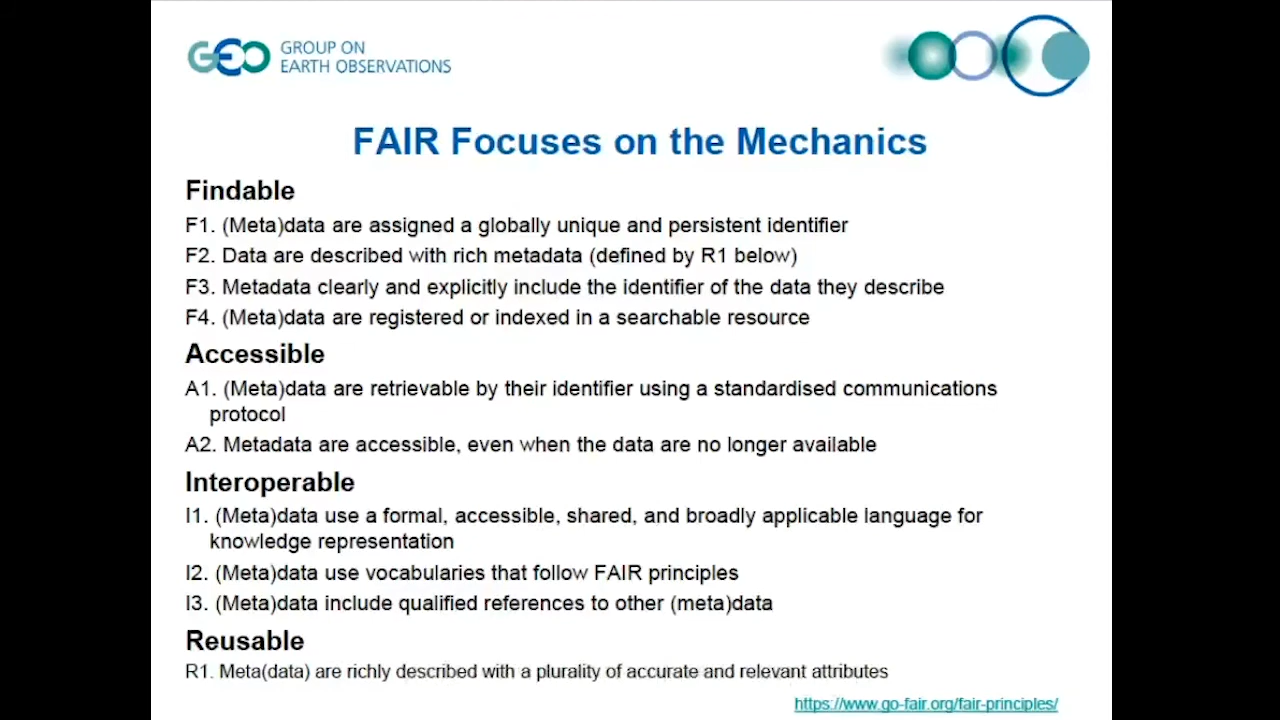 GEO GROUP ON
EARTH OBSERVATIONS
FAIR Focuses on the Mechanics
Findable
F1. (Meta)data are assigned a globally unique and persistent identifier
F2. Data are described with rich metadata (defined by R1 below)
F3. Metadata clearly and explicitly include the identifier of the data they describe
F4. (Meta)data are registered or indexed in a searchable resource
Accessible
A1. (Meta)data are retrievable by their identifier using a standardised communications
protocol
A2. Metadata are accessible, even when the data are no longer available
Interoperable
I1. (Meta)data use a formal, accessible, shared, and broadly applicable language for
knowledge representation
I2. (Meta)data use vocabularies that follow FAIR principles
I3. (Meta)data include qualified references to other (meta)data
Reusable
R1. Meta(data) are richly described with a plurality of accurate and relevant attributes
https://www.go-fair.org/fair-principles/